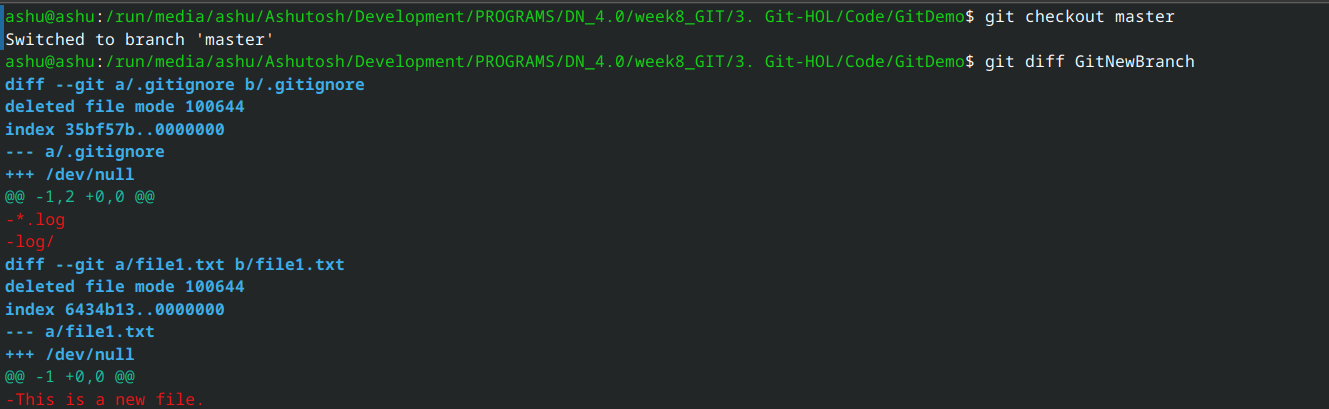 ashu@ashu:/run/media/ashu/Ashutosh/Development/PROGRAMS/DN_4.0/week8_GIT/3. Git-HOL/Code/GitDemo$ git checkout master
Switched to branch 'master'
ashu@ashu:/run/media/ashu/Ashutosh/Development/PROGRAMS/DN_4.0/week8_GIT/3. Git-HOL/Code/GitDemo$ git diff GitNewBranch
diff --git a/.gitignore b/.gitignore
deleted file mode 100644
index 35bf57b..0000000
--- a/.gitignore
+++ /dev/null
@@ -1,2 +0,0 @@
-*.log
-log/
diff --git a/file1.txt b/file1.txt
deleted file mode 100644
index 6434b13..0000000
--- a/file1.txt
+++ /dev/null
@@ -1 +0,0 @@
-This is a new file.